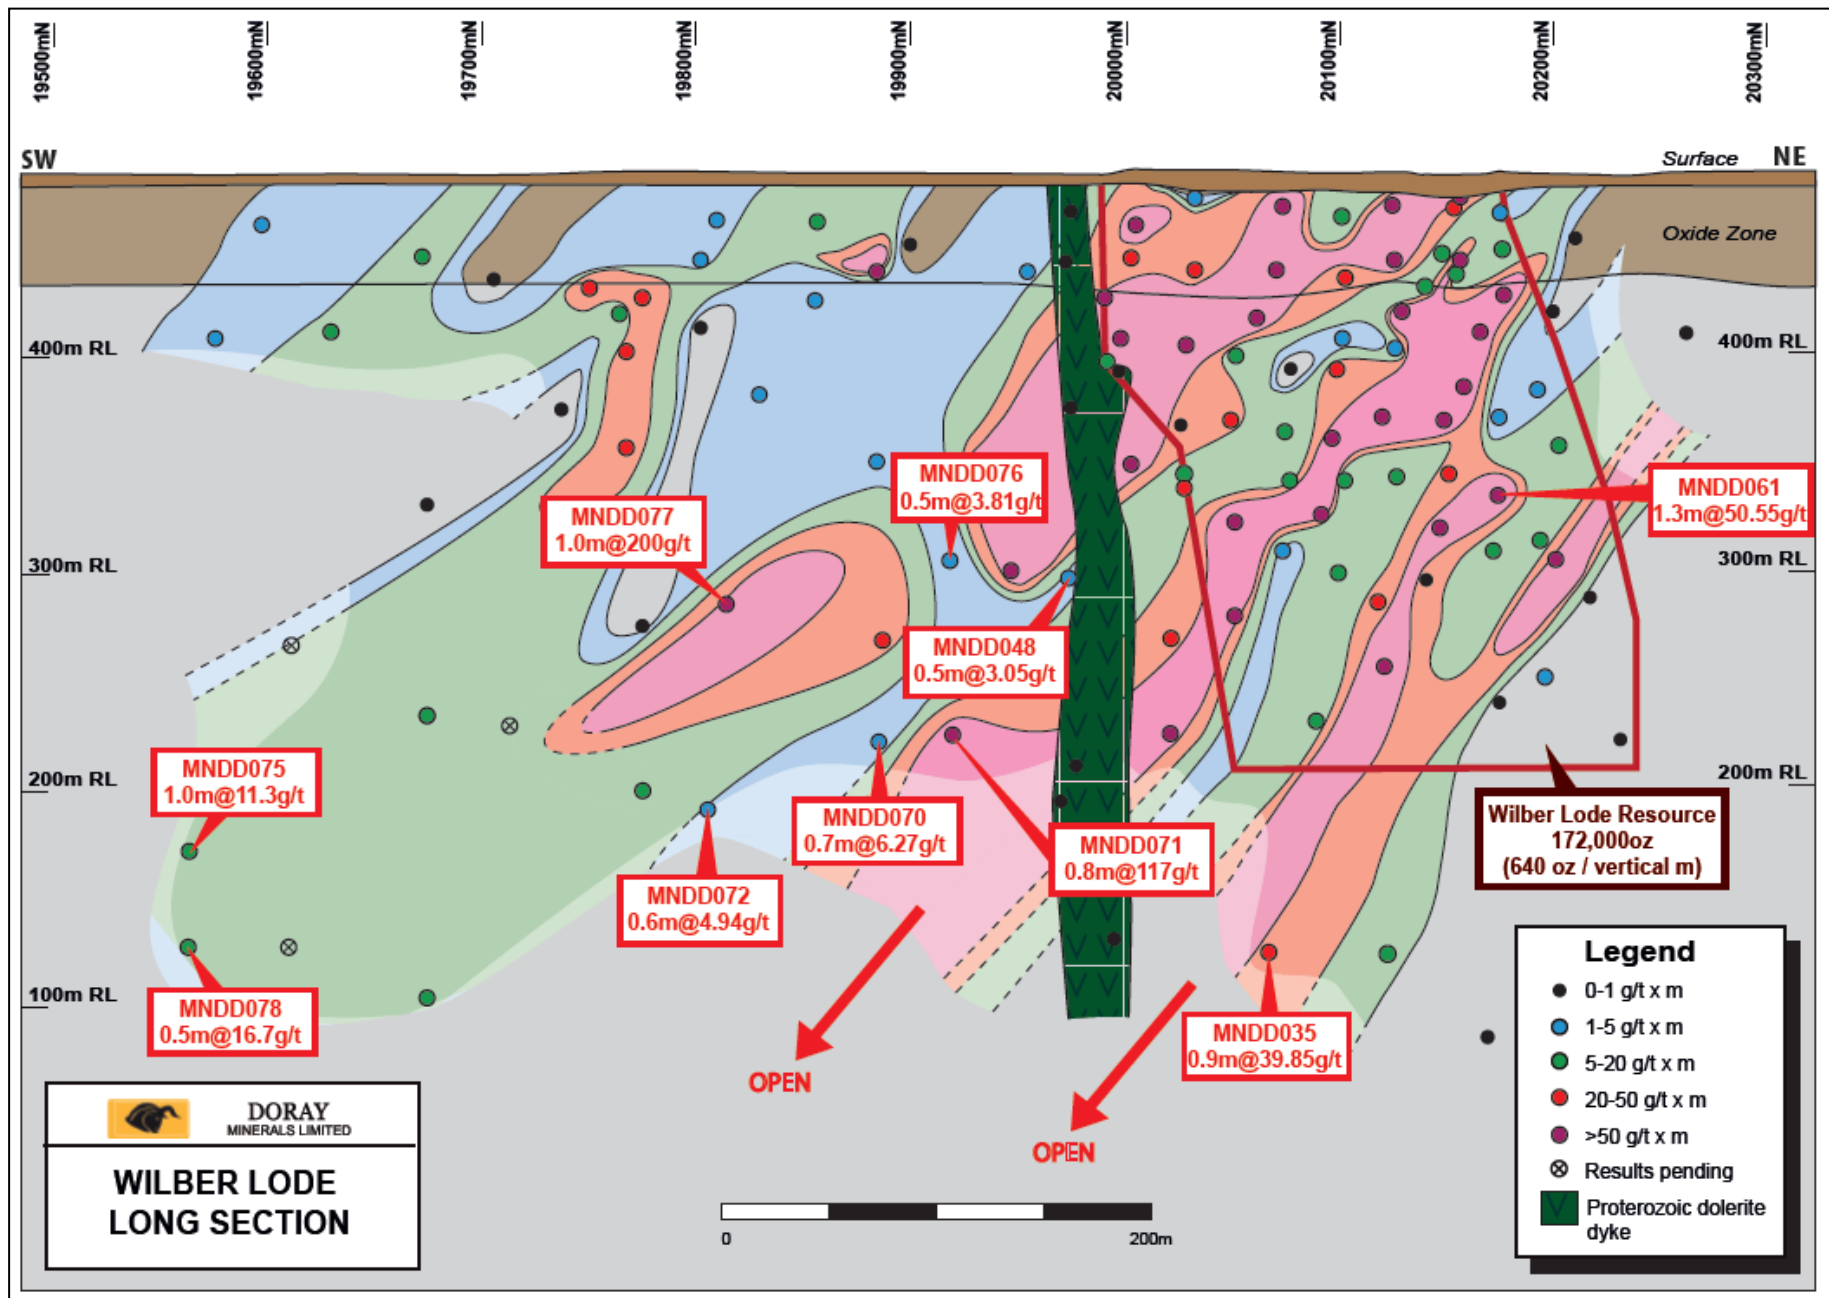 19500mN
19600mN
19700mN
19800mN
19900mN
20000mN
20100mN
20200mN
20300mN
SW
Surface
NE
Oxide Zone
400m RL
400m RL
MNDD076
0.5m@3.81g/t
MNDD061
1.3m@50.55g/t
MNDD077
1.0m@200g/t
300m RL
300m RL
MNDD048
0.5m@3.05g/t
MNDD075
1.0m@11.3g/t
200m RL
200m RL
MNDD070
0.7m@6.27g/t
MNDD071
0.8m@117g/t
Wilber Lode Resource
172,000oz
(640 oz / vertical m)
MNDD072
0.6m@4.94g/t
100m RL
MNDD078
0.5m@16.7g/t
MNDD035
0.9m@39.85g/t
OPEN
OPEN
Legend
0-1 g/t x m
1-5 g/t x m
5-20 g/t x m
20-50 g/t x m
>50 g/t x m
Results pending
Proterozoic dolerite
dyke
DORAY
MINERALS LIMITED
WILBER LODE
LONG SECTION
0
200m